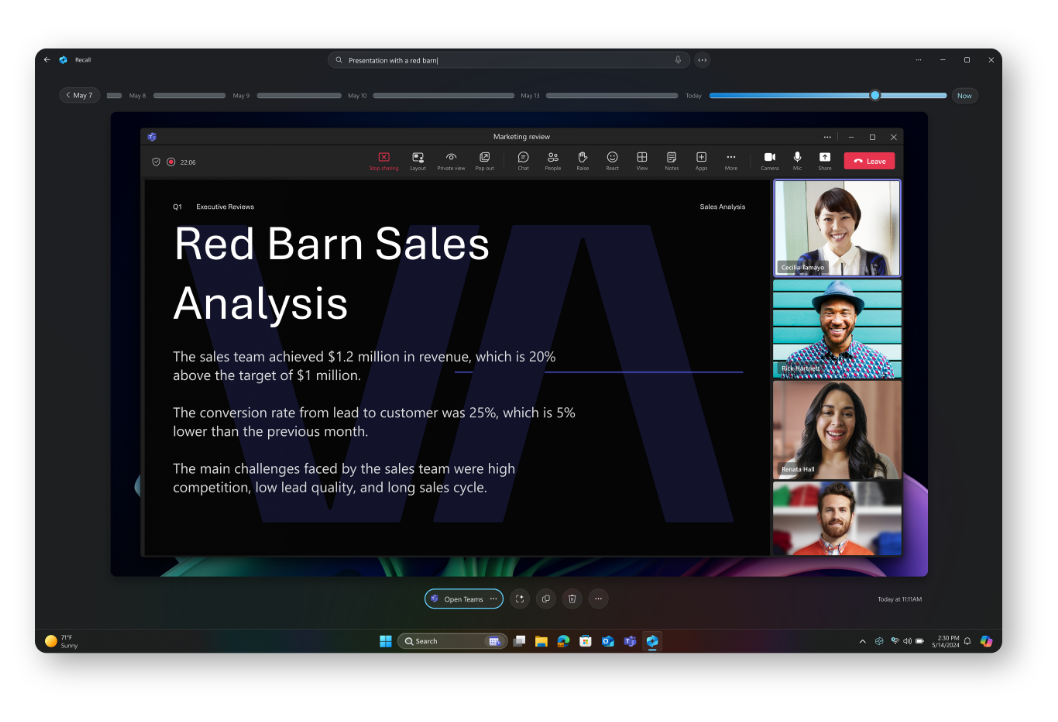 Recall
Presentation with a red barn
May 7
May 8
May 9
May 10
May 13
Today
Now
Marketing review
22:06
Stop sharing
Layout
Private view
Pop out
Chat
People
Raise
React
View
Notes
Apps
More
Camera
Mic
Share
Leave
Q1 Executive Reviews
Sales Analysis
Red Barn Sales
Analysis
The sales team achieved $1.2 million in revenue, which is 20%
above the target of $1 million.
The conversion rate from lead to customer was 25%, which is 5%
lower than the previous month.
The main challenges faced by the sales team were high
competition, low lead quality, and long sales cycle.
Cecilia Tamayo
Rick Hartnett
Renata Hall
Open Teams
Today at 11:11AM
71°F
Sunny
Search
2:30 PM
5/14/2024